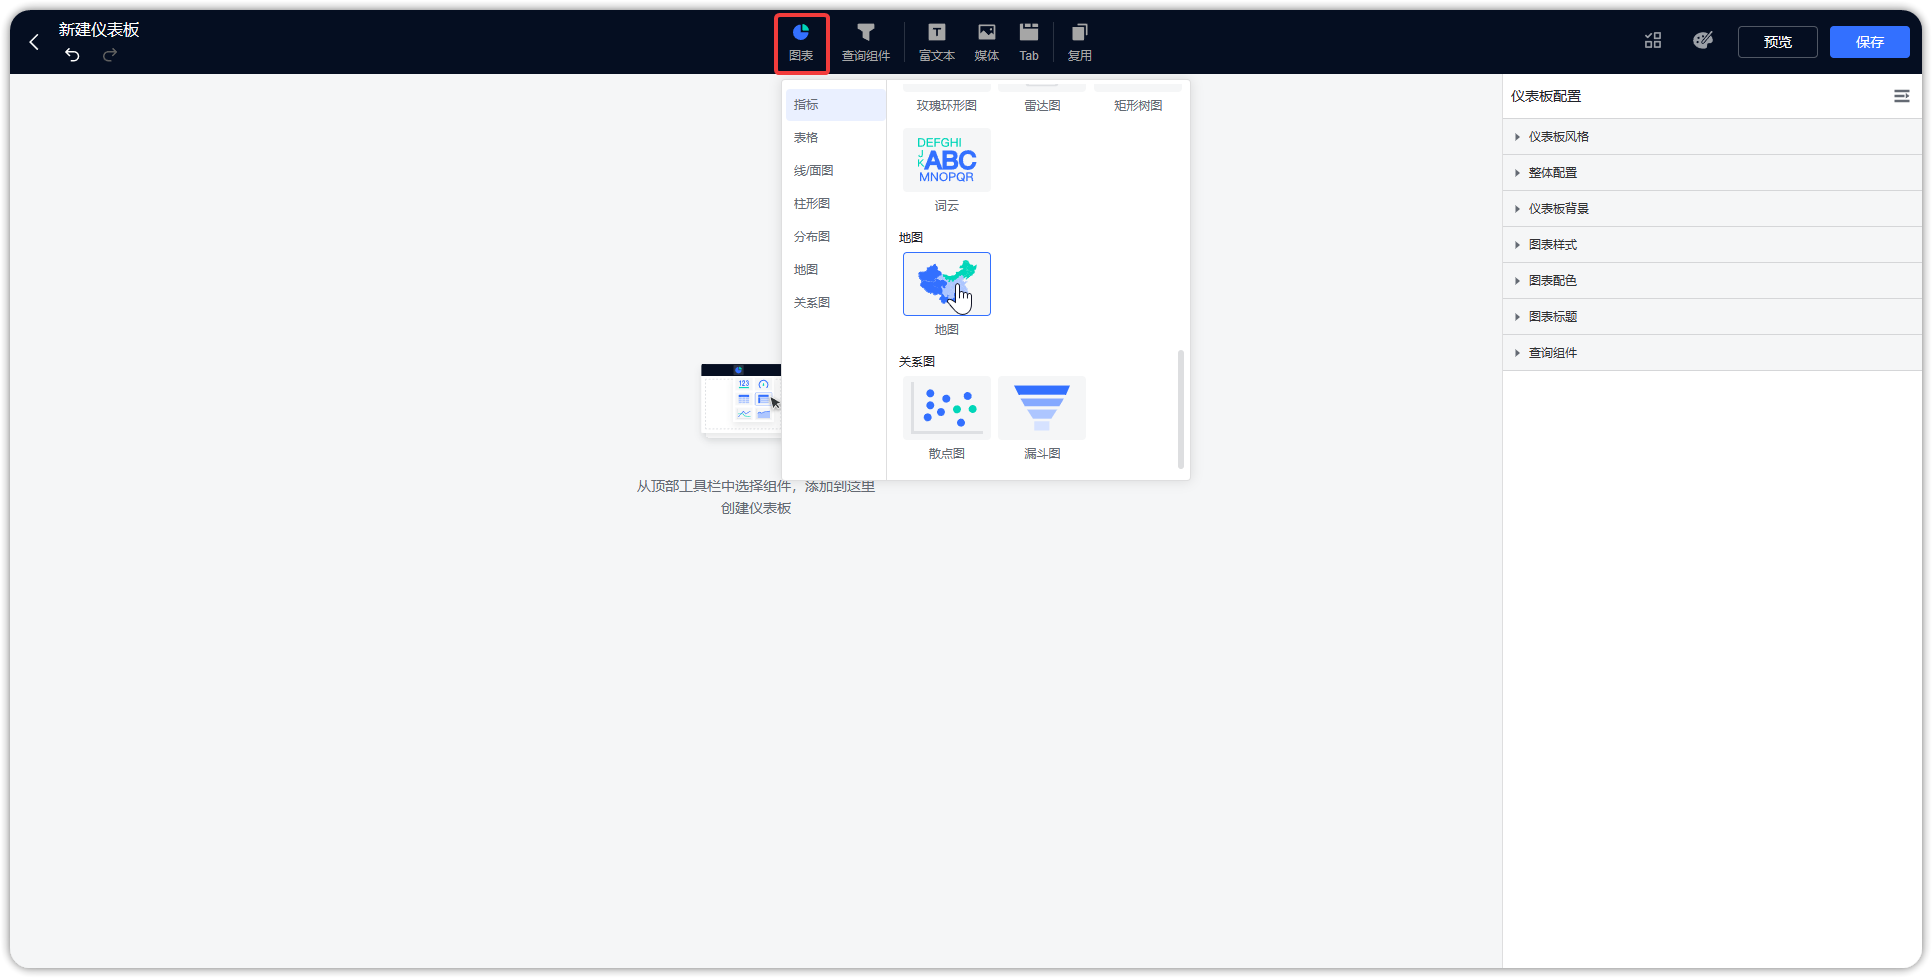 新建仪表板
图表
查询组件
富文本
媒体
Tab
复用
预览
保存
指标
表格
线/面图
柱形图
分布图
地图
关系图
玫瑰环形图
雷达图
矩形树图
DEFGHI
J
K
ABC
MNOPQR
词云
地图
地图
关系图
散点图
漏斗图
123
从顶部工具栏中选择组件，添加到这里
创建仪表板
仪表板配置
仪表板风格
整体配置
仪表板背景
图表样式
图表配色
图表标题
查询组件